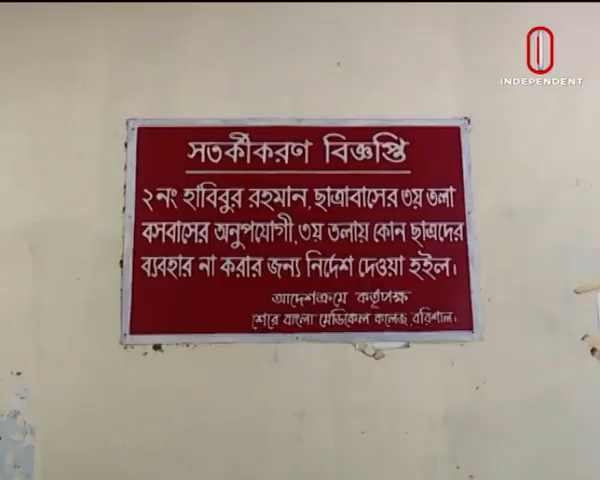 INDEPENDENT
সতর্কীকরণ বিজ্ঞপ্তি
২নং হাবিবুর রহমান, ছাত্রাবাসের ৩য় তলা
বসবাসের অনুপযোগী, ৩য় তলায় কোন ছাত্রদের
ব্যবহার না করার জন্য নির্দেশ দেওয়া হইল।
আদেশক্রমে কর্তৃপক্ষ
শেরে বাংলা মেডিকেল কলেজ, বরিশাল।